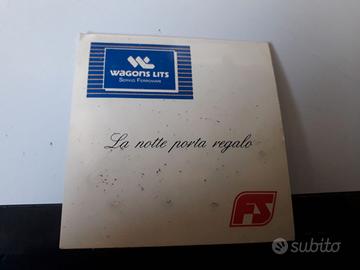 WAGONS LITS
SERVIZI FERROVIARI
La notte porta regalo
FS
subito